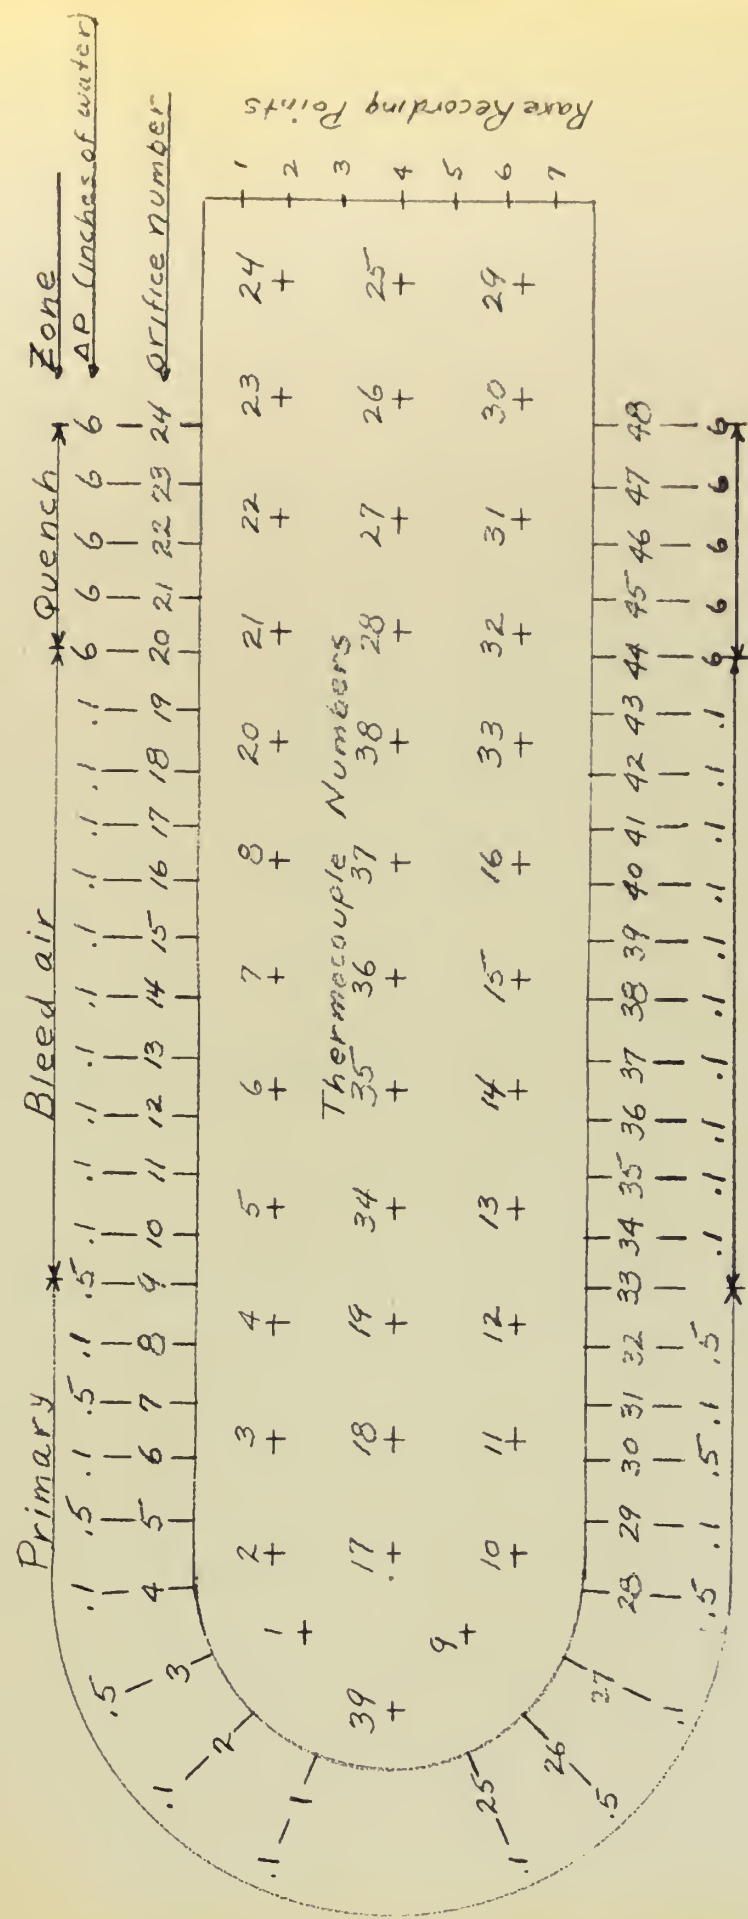 Primary Bleed air Quench Zone
.1 .1 .5 .1 .5 .1 .5 .1 .5 .1 .1 .1 .1 .1 .1 .1 .1 .1 .1 6 6 6 6 6 ΔP (inches of water)
1 2 3 4 5 6 7 8 9 10 11 12 13 14 15 16 17 18 19 20 21 22 23 24 Orifice number
1 2 3 4 5 6 7 8 20 21 22 23 24
Thermocouple Numbers
39 17 18 19 34 35 36 37 38 28 27 26 25
9 10 11 12 13 14 15 16 33 32 31 30 29
1
2
3
4
5
6
7
Rake Recording Points
25 26 27 28 29 30 31 32 33 34 35 36 37 38 39 40 41 42 43 44 45 46 47 48
.1 .5 .1 .5 .1 .5 .1 .5 .1 .1 .1 .1 .1 .1 .1 .1 .1 .1 6 6 6 6 6